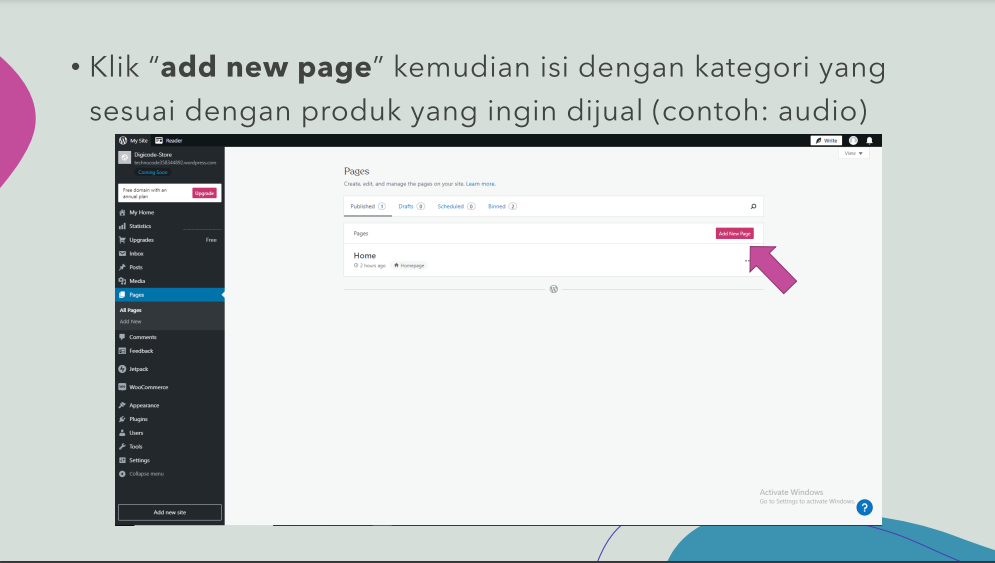 • Klik “add new page” kemudian isi dengan kategori yang
sesuai dengan produk yang ingin dijual (contoh: audio)
My Site Reader
Write
Digicode-Store
technocode358344892.wordpress.com
Coming Soon
View ▼
Free domain with an
annual plan
Upgrade
Pages
Create, edit, and manage the pages on your site. Learn more.
Published 1 Drafts 0 Scheduled 0 Binned 2
Pages
Add New Page
Home
2 hours ago Homepage
My Home
Statistics
Upgrades Free
Inbox
Posts
Media
Pages
All Pages
Add New
Comments
Feedback
Jetpack
WooCommerce
Appearance
Plugins
Users
Tools
Settings
Collapse menu
Add new site
Activate Windows
Go to Settings to activate Windows.
?